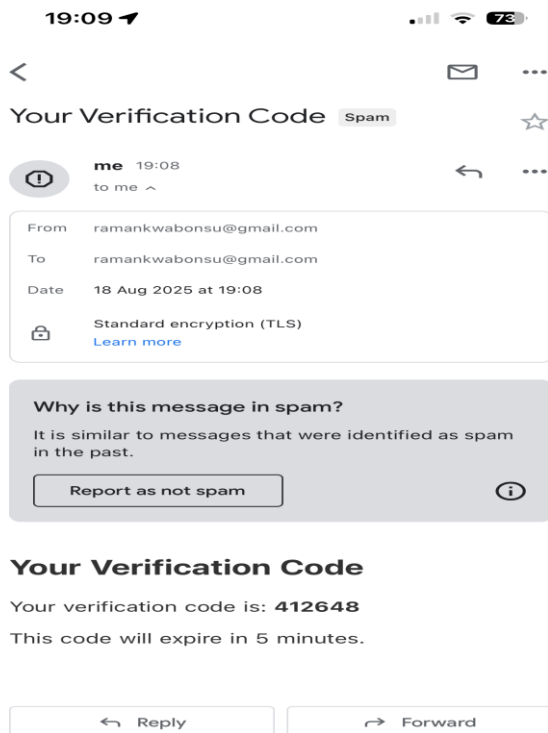 19:09
73
Your Verification Code Spam
me 19:08
to me
From ramankwabonsu@gmail.com
To ramankwabonsu@gmail.com
Date 18 Aug 2025 at 19:08
Standard encryption (TLS)
Learn more
Why is this message in spam?
It is similar to messages that were identified as spam
in the past.
Report as not spam
Your Verification Code
Your verification code is: 412648
This code will expire in 5 minutes.
Reply
Forward